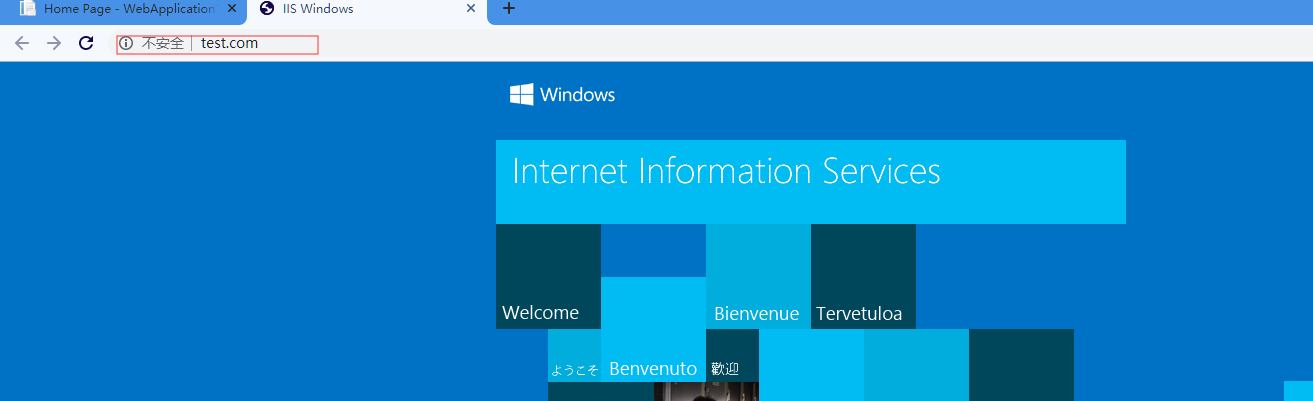 Home Page - WebApplication
IIS Windows
不安全 | test.com
Windows
Internet Information Services
Welcome
Bienvenue
Tervetuloa
ようこそ
Benvenuto
歡迎